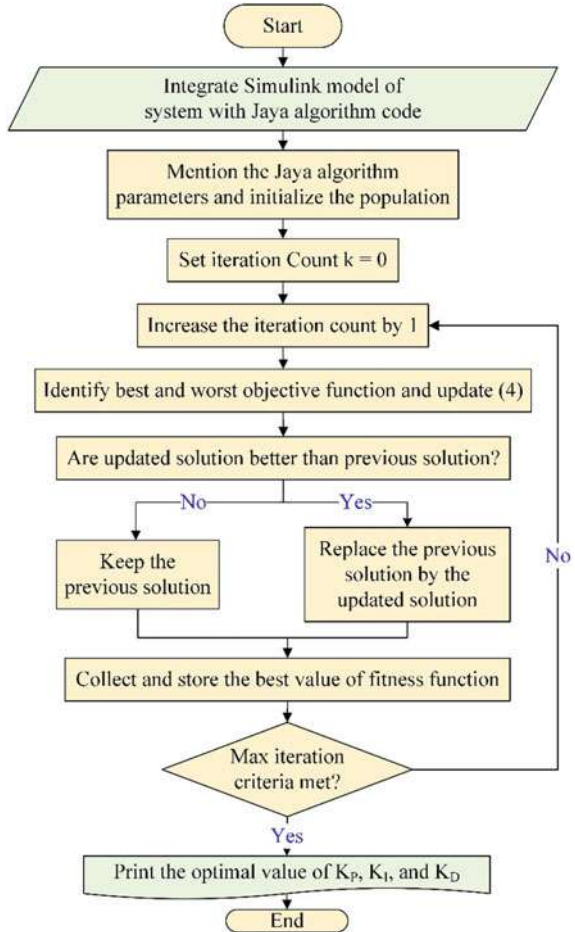 Start
Integrate Simulink model of
system with Jaya algorithm code
Mention the Jaya algorithm
parameters and initialize the population
Set iteration Count k = 0
Increase the iteration count by 1
Identify best and worst objective function and update (4)
Are updated solution better than previous solution?
No
Yes
Keep the
previous solution
Replace the previous
solution by the
updated solution
No
Collect and store the best value of fitness function
Max iteration
criteria met?
Yes
Print the optimal value of K_P, K_I, and K_D
End